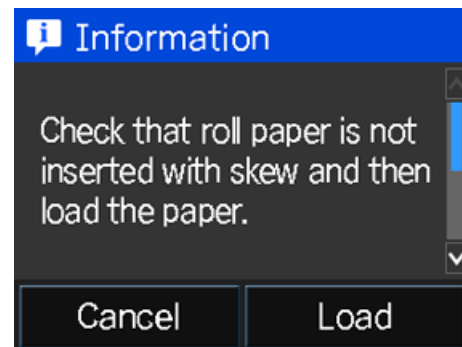 Information
Check that roll paper is not
inserted with skew and then
load the paper.
Cancel
Load